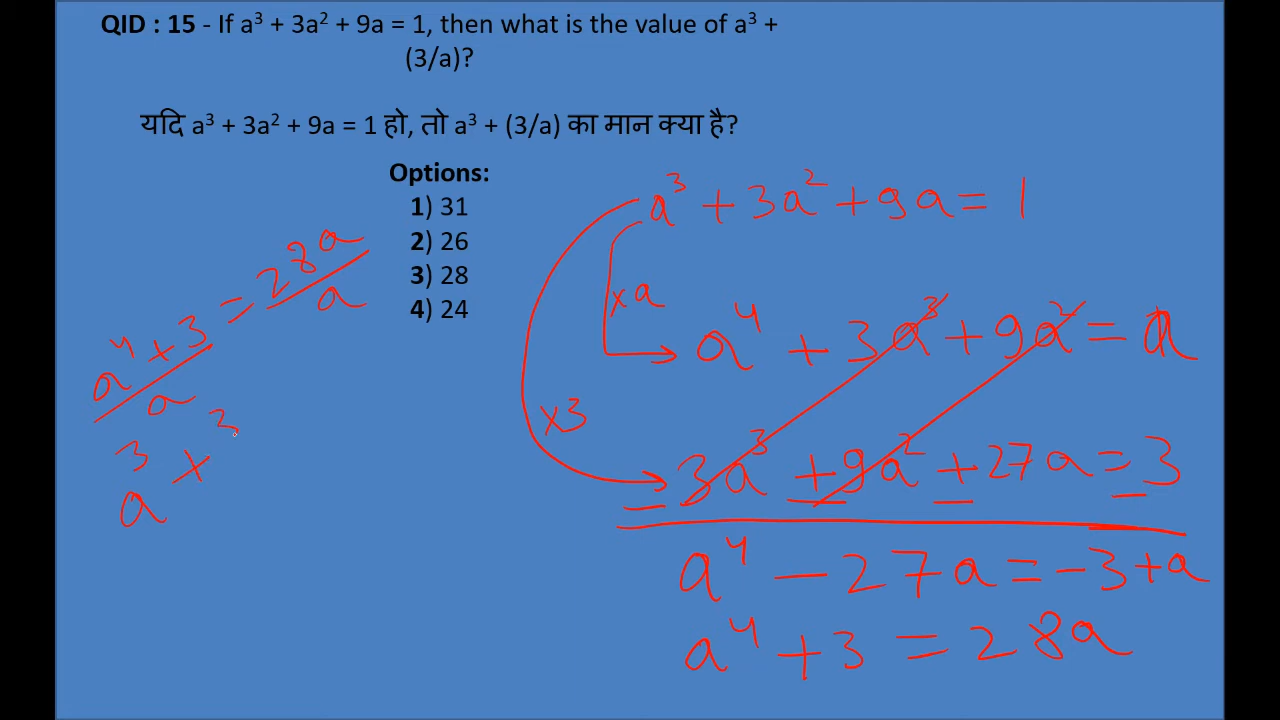 QID : 15 - If a³ + 3a² + 9a = 1, then what is the value of a³ +
(3/a)?
यदि a³ + 3a² + 9a = 1 हो, तो a³ + (3/a) का मान क्या है?
Options:
1) 31
2) 26
3) 28
4) 24
a³ + 3a² + 9a = 1
×a
a⁴ + 3a³ + 9a² = a
×3
3a³ + 9a² + 27a = 3
a⁴ - 27a = -3 + a
a⁴ + 3 = 28a
a⁴ + 3 = 28a
a a
a³ + 3